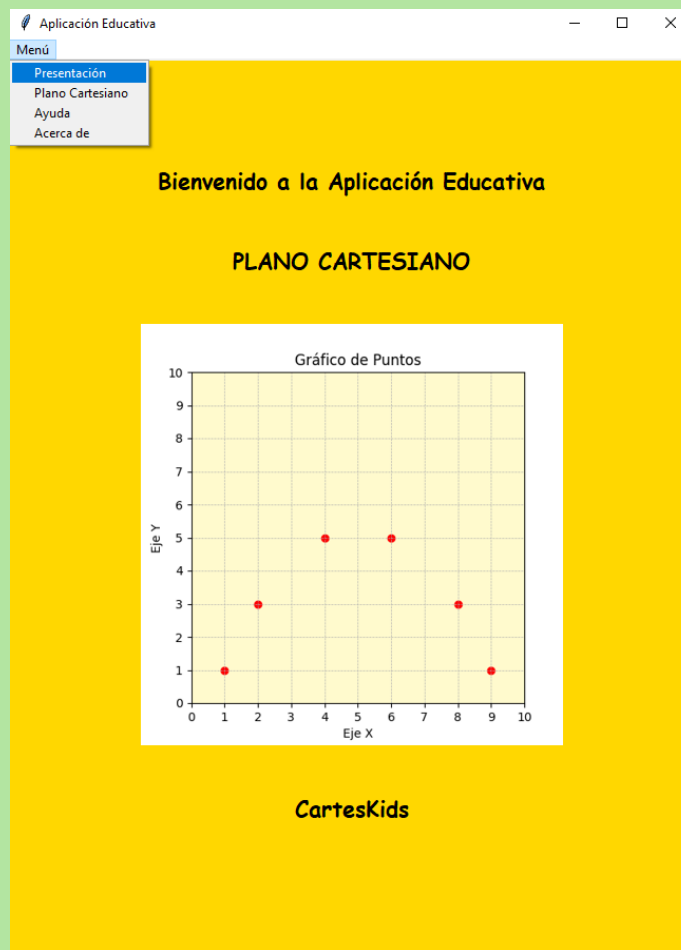 Aplicación Educativa
Menú
Presentación
Plano Cartesiano
Ayuda
Acerca de
Bienvenido a la Aplicación Educativa
PLANO CARTESIANO
Gráfico de Puntos
10
9
8
7
6
5
4
3
2
1
0
Eje Y
0 1 2 3 4 5 6 7 8 9 10
Eje X
CartesKids